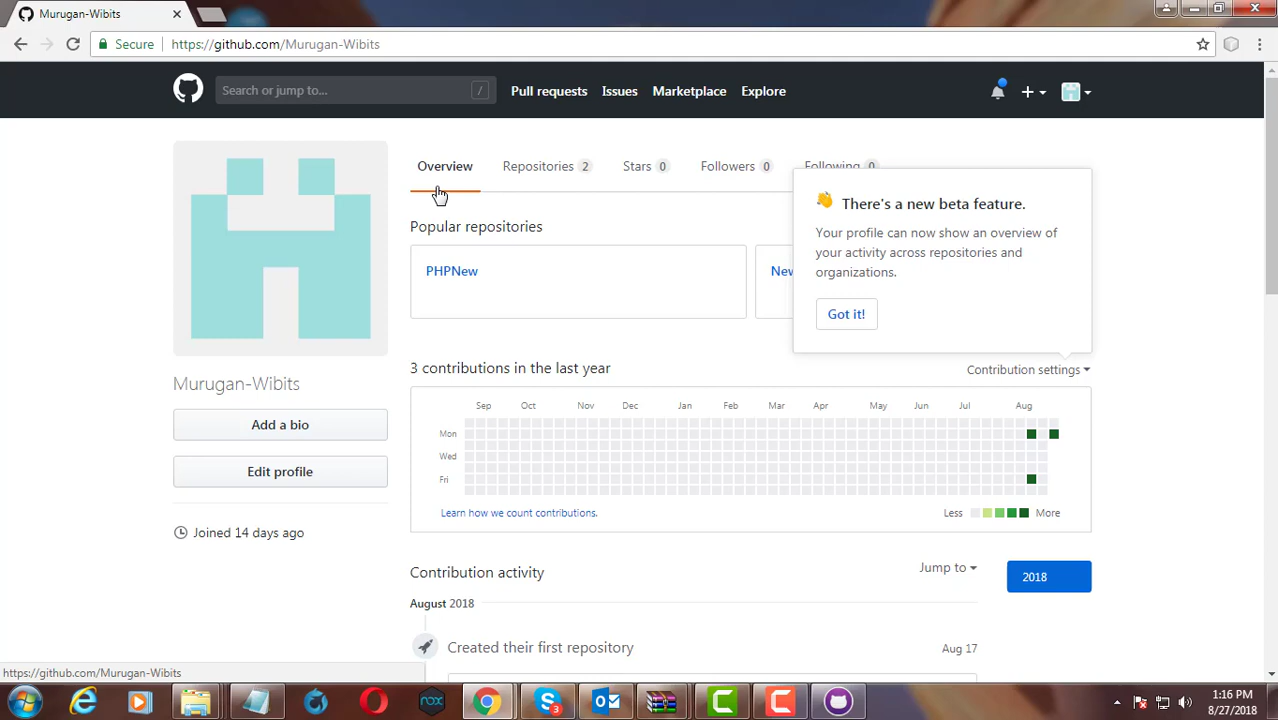 Murugan-Wibits
Secure
https://github.com/Murugan-Wibits
Search or jump to...
/
Pull requests
Issues
Marketplace
Explore
Overview
Repositories 2
Stars 0
Followers 0
Following 0
There's a new beta feature.
Your profile can now show an overview of
your activity across repositories and
organizations.
Got it!
Popular repositories
PHPNew
New
3 contributions in the last year
Contribution settings
Sep Oct Nov Dec Jan Feb Mar Apr May Jun Jul Aug
Mon
Wed
Fri
Learn how we count contributions.
Less
More
Murugan-Wibits
Add a bio
Edit profile
Joined 14 days ago
Contribution activity
Jump to
2018
August 2018
Created their first repository
Aug 17
https://github.com/Murugan-Wibits
nox
3
1:16 PM
8/27/2018